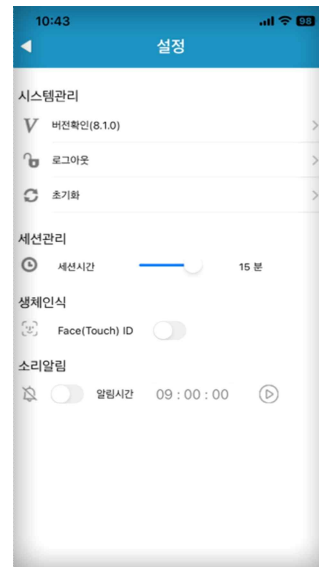 10:43
98
설정
시스템관리
V 버전확인(8.1.0)
로그아웃
초기화
세션관리
세션시간 15 분
생체인식
Face(Touch) ID
소리알림
알림시간 09 : 00 : 00